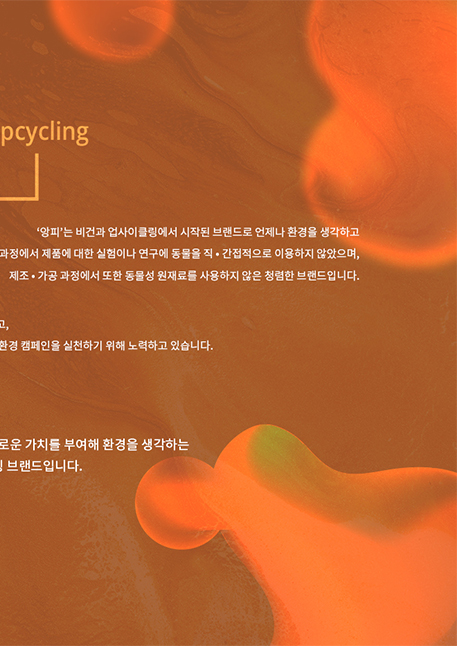 pcycling
‘앙피’는 비건과 업사이클링에서 시작된 브랜드로 언제나 환경을 생각하고
과정에서 제품에 대한 실험이나 연구에 동물을 직 • 간접적으로 이용하지 않았으며,
제조 • 가공 과정에서 또한 동물성 원재료를 사용하지 않은 청렴한 브랜드입니다.
고,
환경 캠페인을 실천하기 위해 노력하고 있습니다.
로운 가치를 부여해 환경을 생각하는
브랜드입니다.